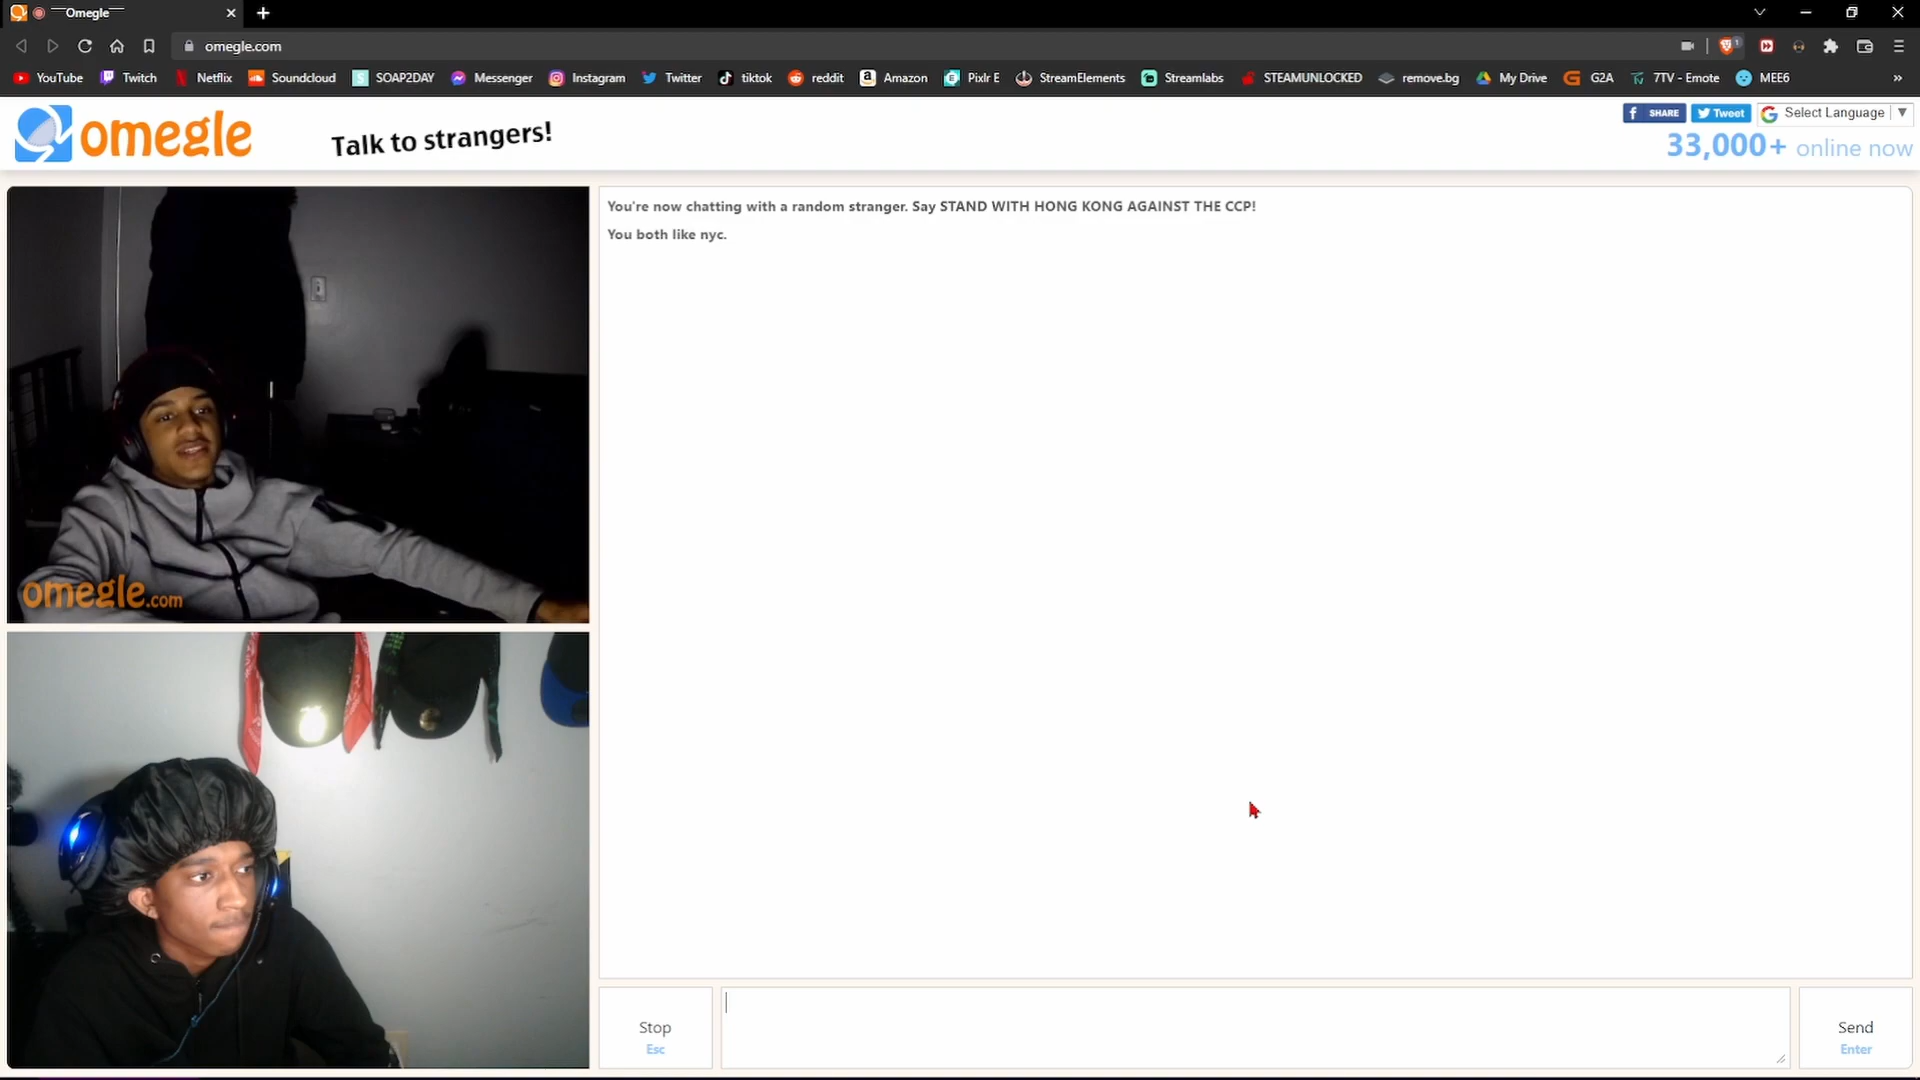 Omegle
omegle.com
1
YouTube Twitch Netflix Soundcloud SOAP2DAY Messenger Instagram Twitter tiktok reddit Amazon Pixlr E StreamElements Streamlabs STEAMUNLOCKED remove.bg My Drive G2A 7TV - Emote MEE6 »
omegle
Talk to strangers!
SHARE Tweet Select Language
33,000+ online now
You're now chatting with a random stranger. Say STAND WITH HONG KONG AGAINST THE CCP!
You both like nyc.
omegle.com
Stop
Esc
Send
Enter